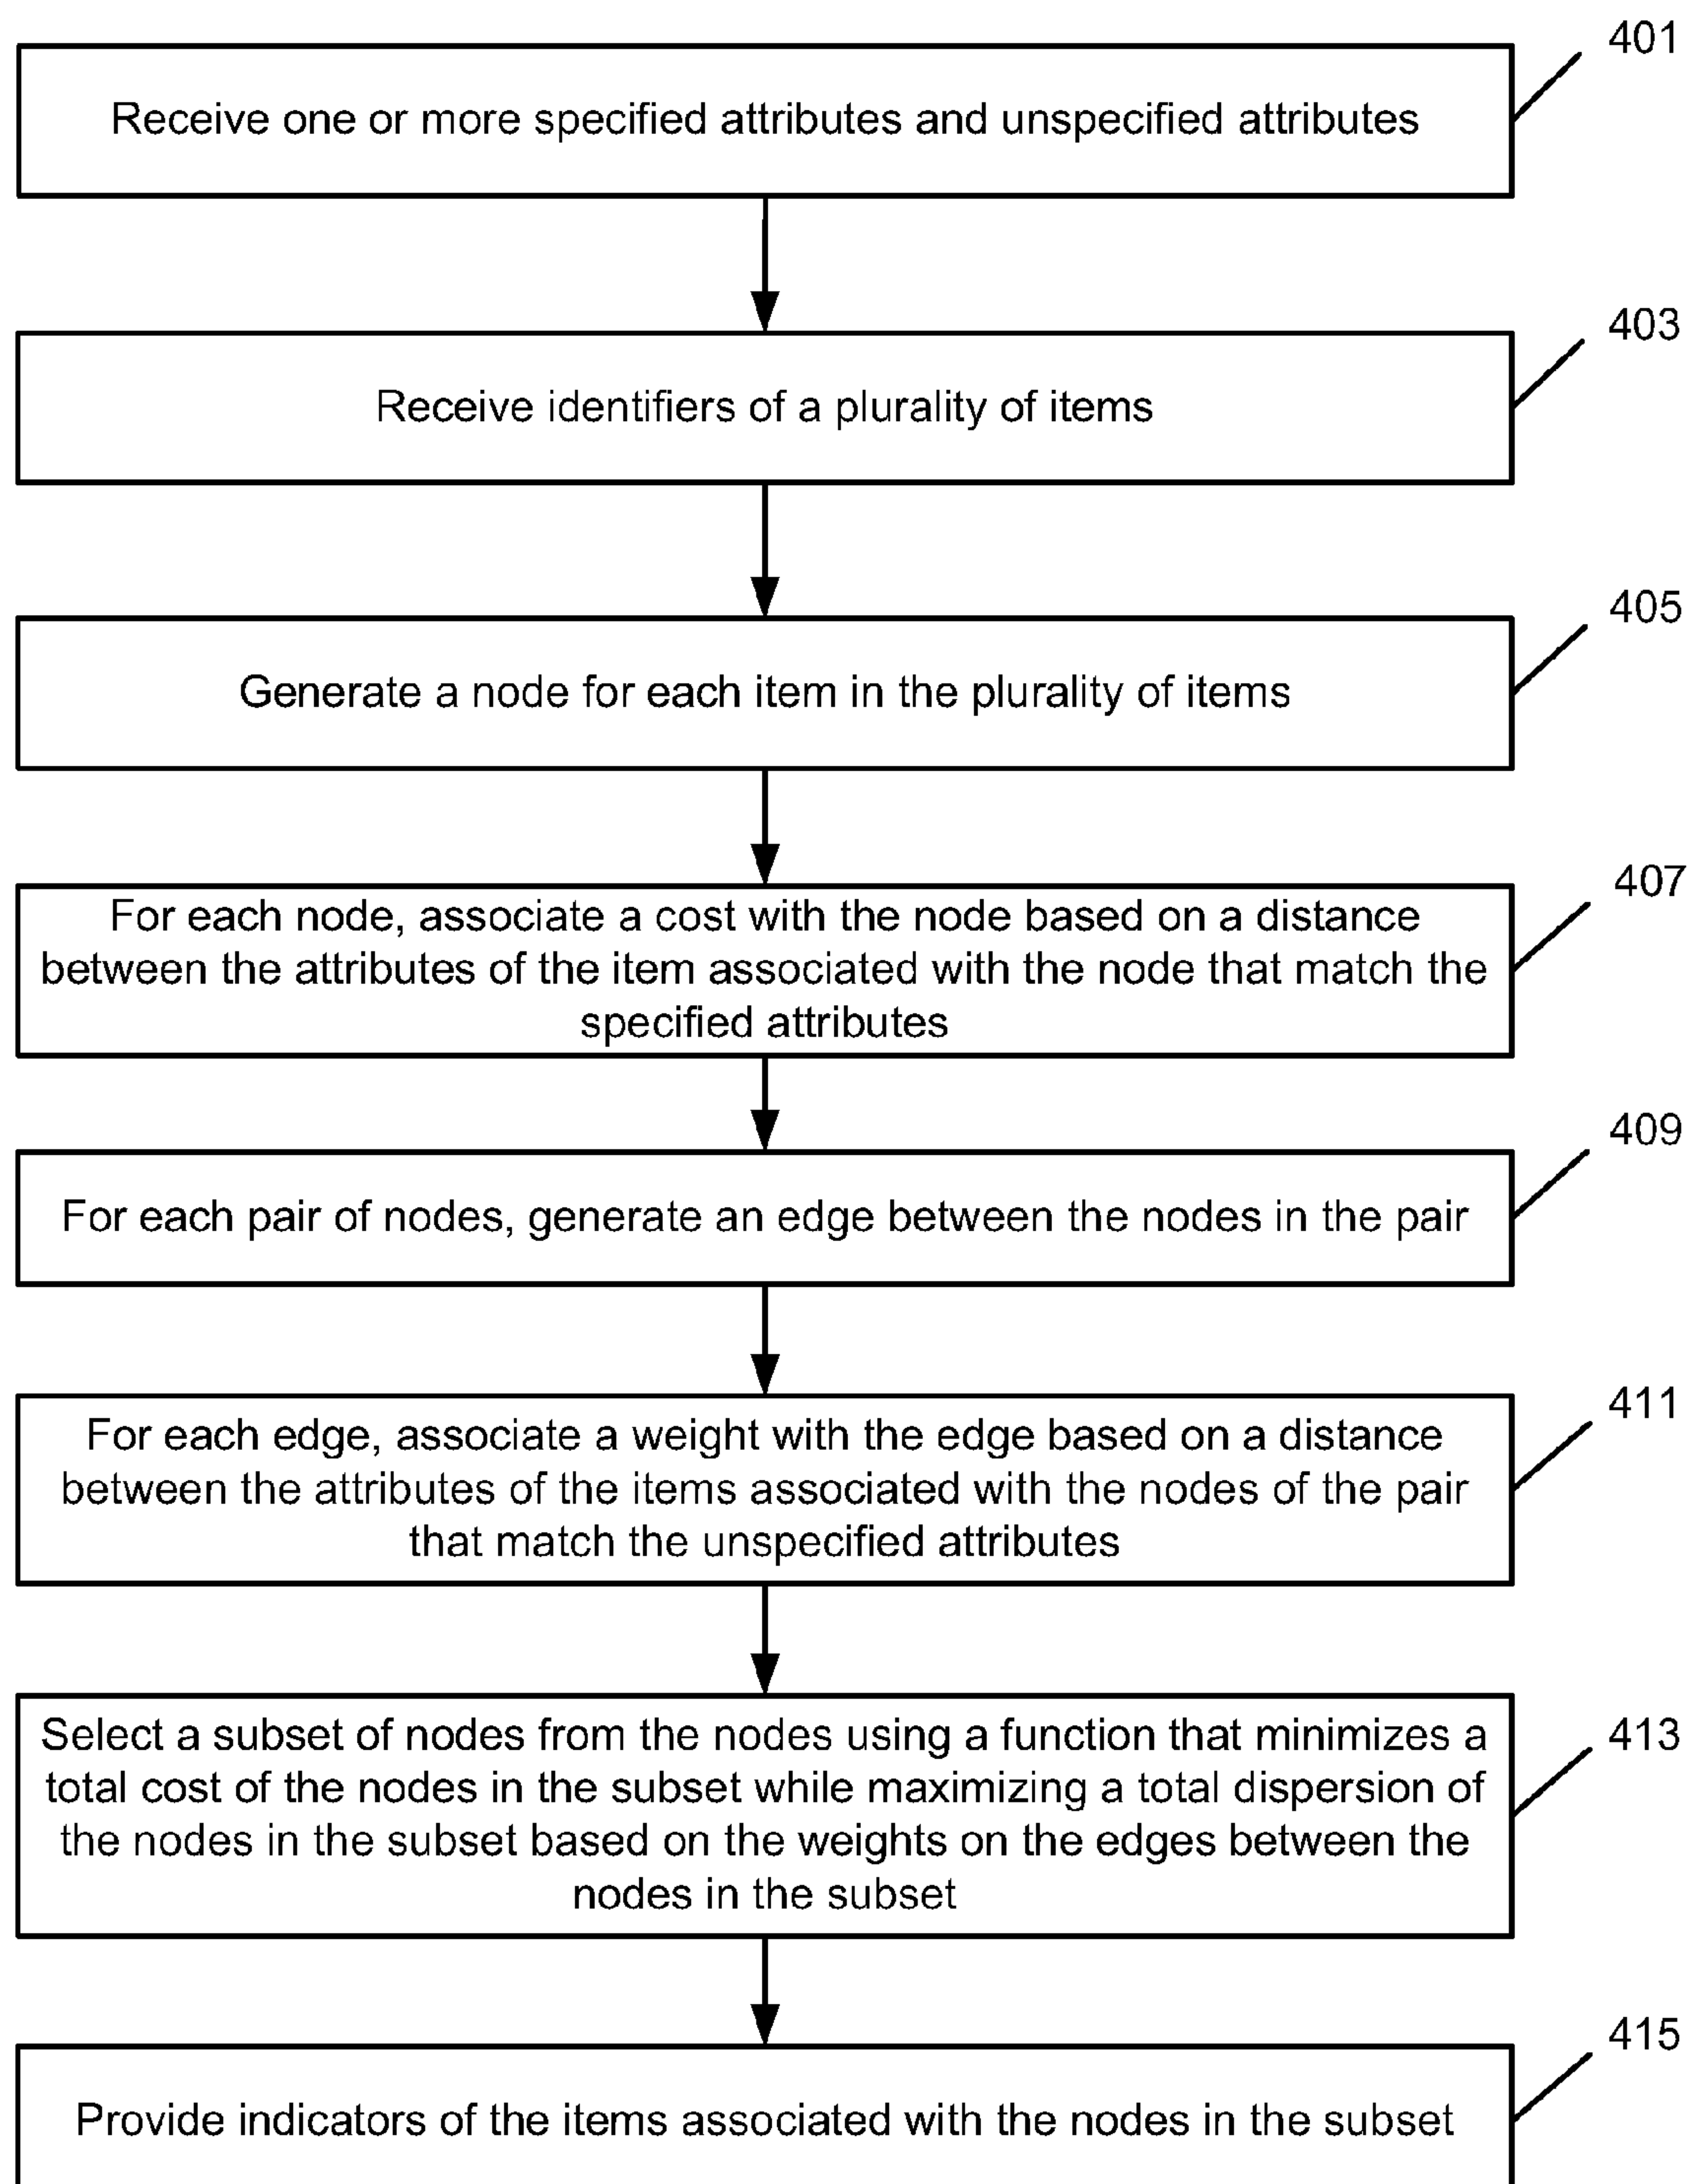 401
Receive one or more specified attributes and unspecified attributes
403
Receive identifiers of a plurality of items
405
Generate a node for each item in the plurality of items
407
For each node, associate a cost with the node based on a distance
between the attributes of the item associated with the node that match the
specified attributes
409
For each pair of nodes, generate an edge between the nodes in the pair
411
For each edge, associate a weight with the edge based on a distance
between the attributes of the items associated with the nodes of the pair
that match the unspecified attributes
413
Select a subset of nodes from the nodes using a function that minimizes a
total cost of the nodes in the subset while maximizing a total dispersion of
the nodes in the subset based on the weights on the edges between the
nodes in the subset
415
Provide indicators of the items associated with the nodes in the subset